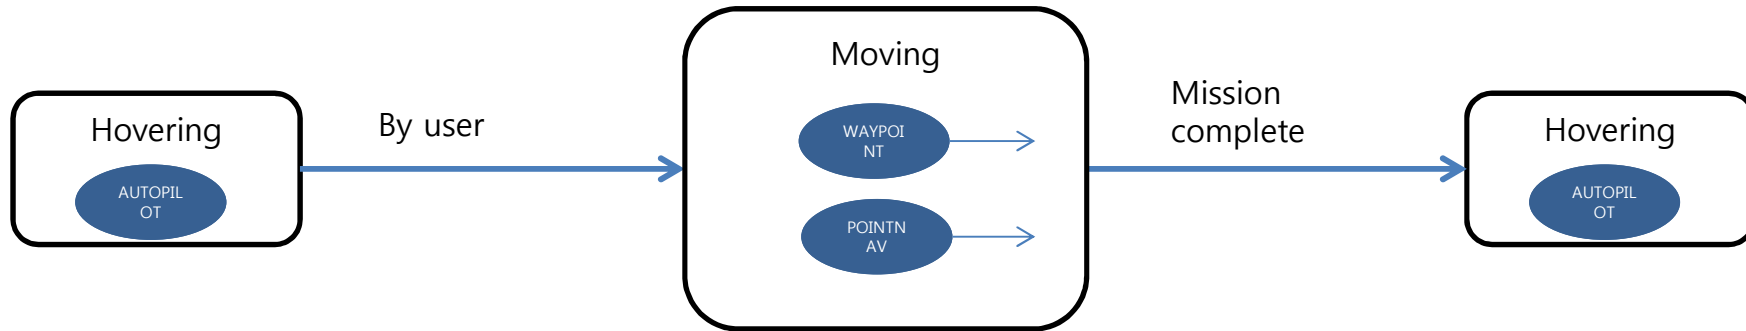 Hovering
AUTOPIL
OT
By user
Moving
WAYPOI
NT
POINTN
AV
Mission
complete
Hovering
AUTOPIL
OT